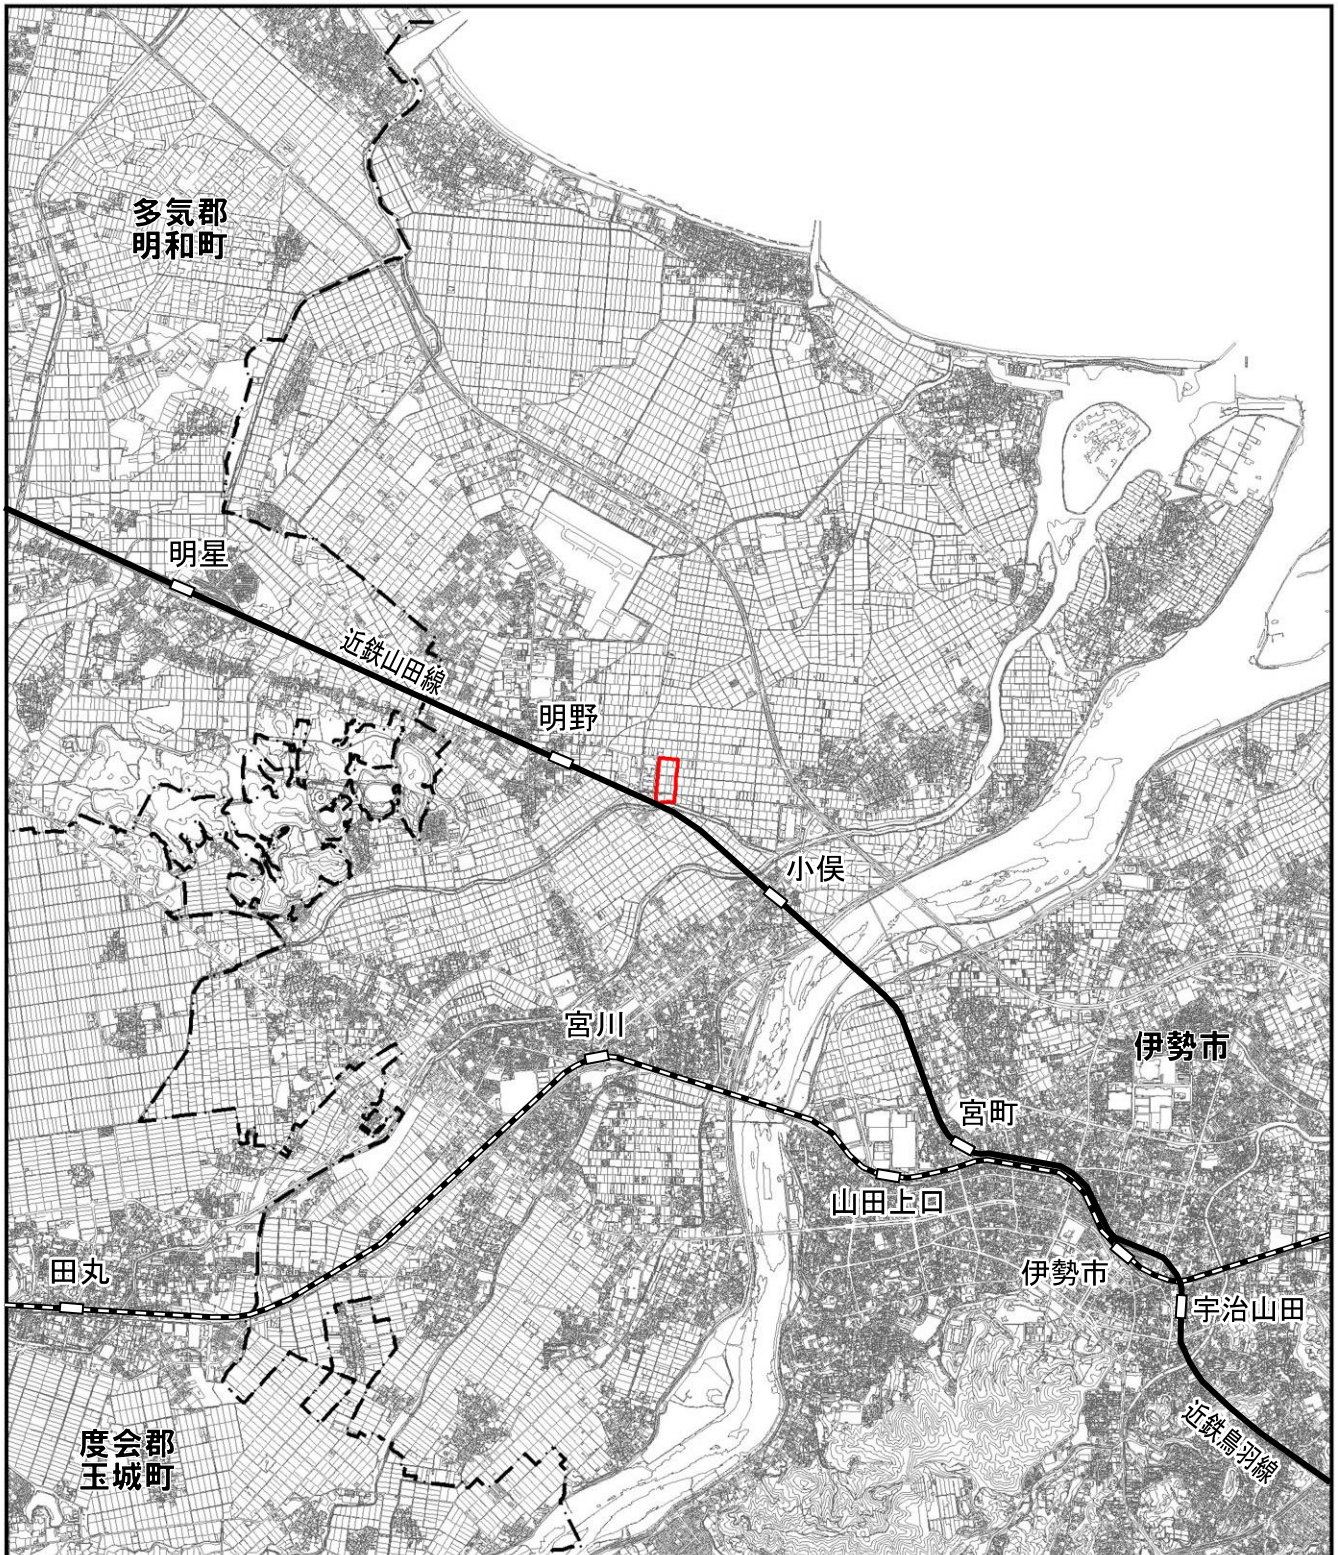 多気郡
明和町
明星
近鉄山田線
明野
小俣
宮川
伊勢市
宮町
山田上口
田丸
伊勢市
宇治山田
近鉄鳥羽線
度会郡
玉城町